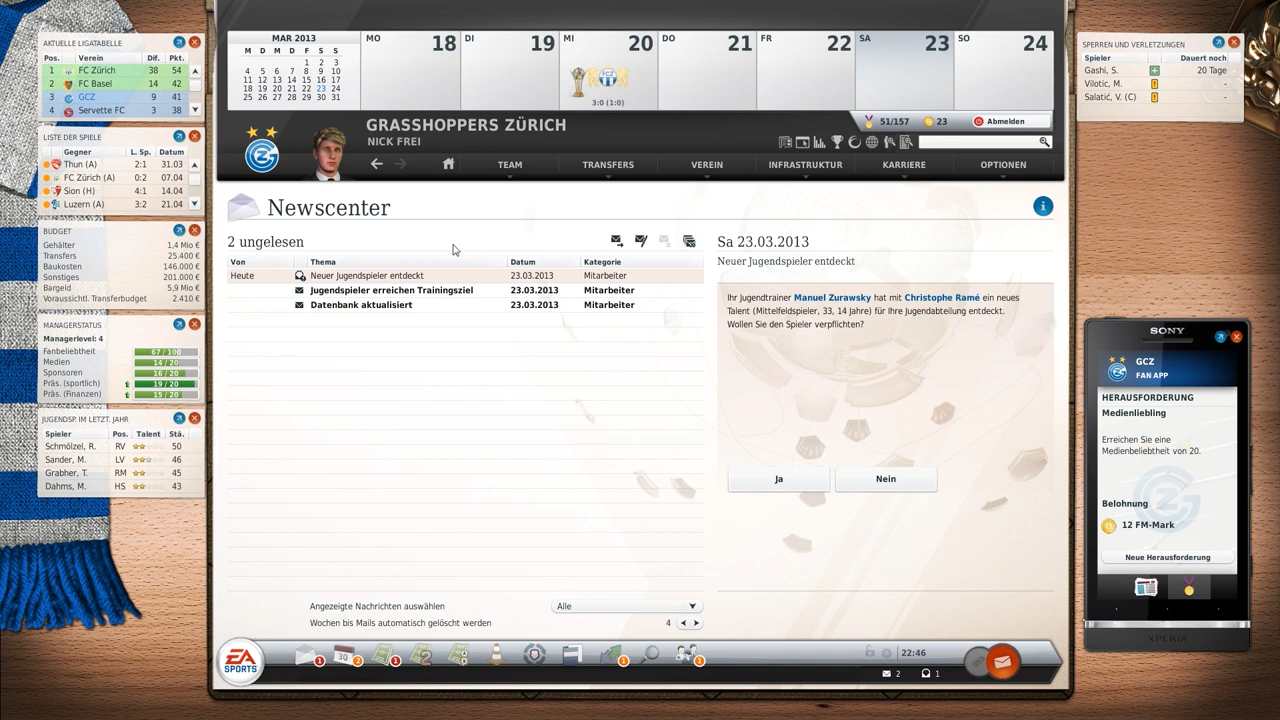 AKTUELLE LIGATABELLE
Pos. Verein Dif. Pkt.
1 FC Zürich 38 54
2 FC Basel 14 42
3 GCZ 9 41
4 Servette FC 3 38
LISTE DER SPIELE
Gegner L. Sp. Datum
Thun (A) 2:1 31.03
FC Zürich (A) 0:2 07.04
Sion (H) 4:1 14.04
Luzern (A) 3:2 21.04
BUDGET
Gehälter 1,4 Mio €
Transfers 25.400 €
Baukosten 146.000 €
Sonstiges 201.000 €
Bargeld 5,9 Mio €
Voraussichtl. Transferbudget 2.410 €
MANAGERSTATUS
Managerlevel: 4
Fanbeliebtheit 67 / 100
Medien 14 / 20
Sponsoren 16 / 20
Präs. (sportlich) 19 / 20
Präs. (Finanzen) 15 / 20
JUGENDSP. IM LETZT. JAHR
Spieler Pos. Talent Stä.
Schmölzel, R. RV 50
Sander, M. LV 46
Grabher, T. RM 45
Dahms, M. HS 43
MAR 2013
M D M D F S S
1 2 3
4 5 6 7 8 9 10
11 12 13 14 15 16 17
18 19 20 21 22 23 24
25 26 27 28 29 30 31
MO 18 DI 19 MI 20 DO 21 FR 22 SA 23 SO 24
FCZ
3:0 (1:0)
GRASSHOPPERS ZÜRICH
NICK FREI
51/157 23 Abmelden
TEAM TRANSFERS VEREIN INFRASTRUKTUR KARRIERE OPTIONEN
Newscenter
2 ungelesen
Von Thema Datum Kategorie
Heute Neuer Jugendspieler entdeckt 23.03.2013 Mitarbeiter
Jugendspieler erreichen Trainingsziel 23.03.2013 Mitarbeiter
Datenbank aktualisiert 23.03.2013 Mitarbeiter
Angezeigte Nachrichten auswählen Alle
Wochen bis Mails automatisch gelöscht werden 4
Sa 23.03.2013
Neuer Jugendspieler entdeckt
Ihr Jugendtrainer Manuel Zurawsky hat mit Christophe Ramé ein neues
Talent (Mittelfeldspieler, 33, 14 Jahre) für Ihre Jugendabteilung entdeckt.
Wollen Sie den Spieler verpflichten?
Ja Nein
EA
SPORTS
1 30 2 1 2 1 1
22:46
2 1
SPERREN UND VERLETZUNGEN
Spieler Dauert noch
Gashi, S. 20 Tage
Vilotic, M. -
Salatić, V. (C) -
SONY
GCZ
FAN APP
HERAUSFORDERUNG
Medienliebling
Erreichen Sie eine
Medienbeliebtheit von 20.
Belohnung
12 FM-Mark
Neue Herausforderung
XPERIA